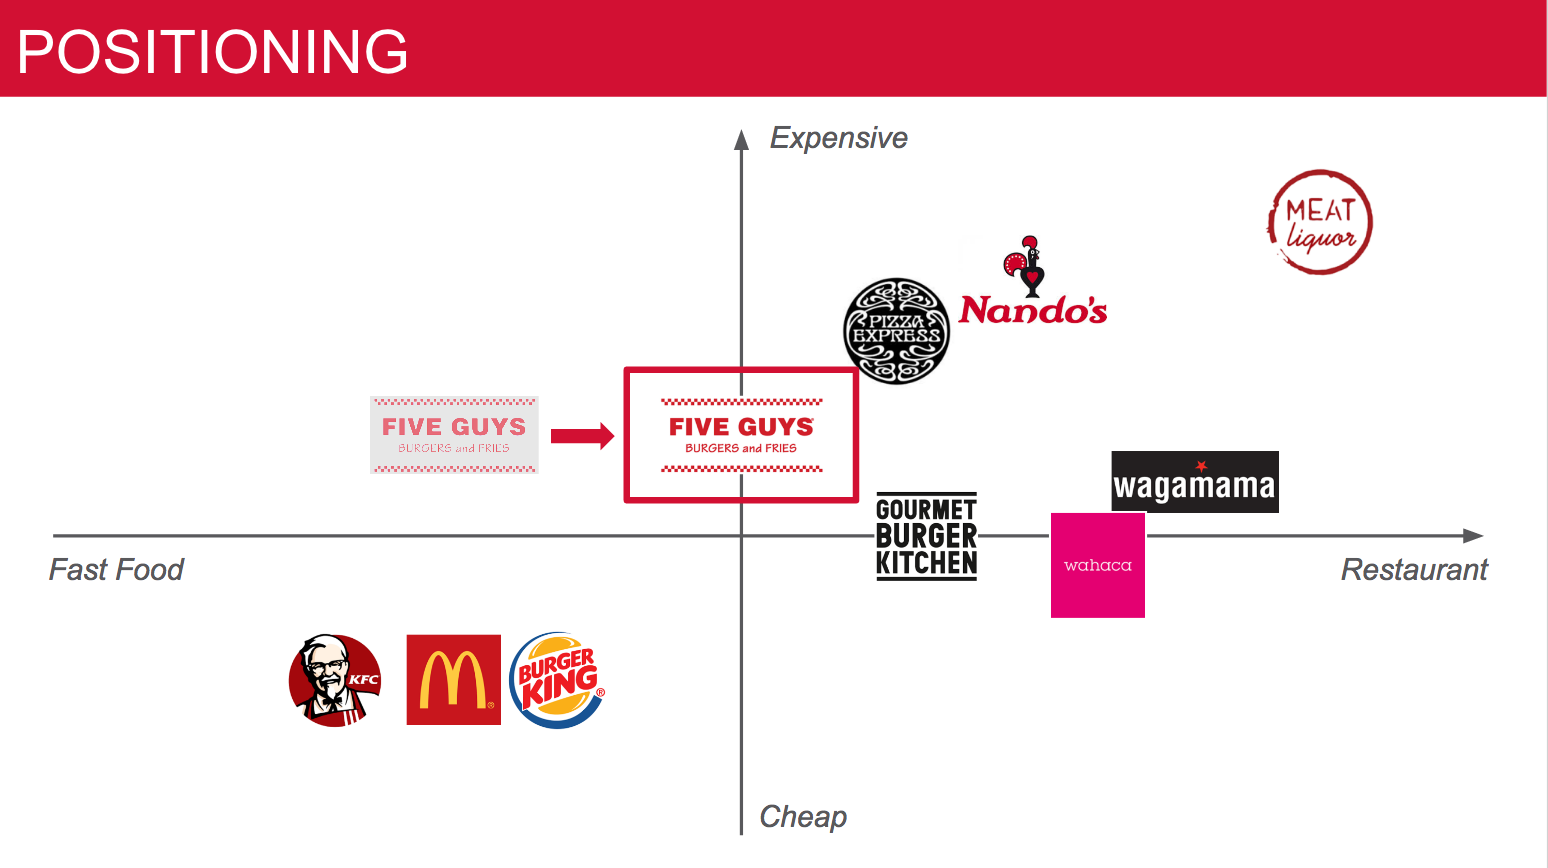 POSITIONING
Expensive
MEAT
liquor
Nando's
PIZZA
EXPRESS
FIVE GUYS
BURGERS and FRIES
FIVE GUYS
BURGERS and FRIES
wagamama
GOURMET
BURGER
KITCHEN
wahaca
Fast Food
Restaurant
KFC
BURGER
KING®
Cheap